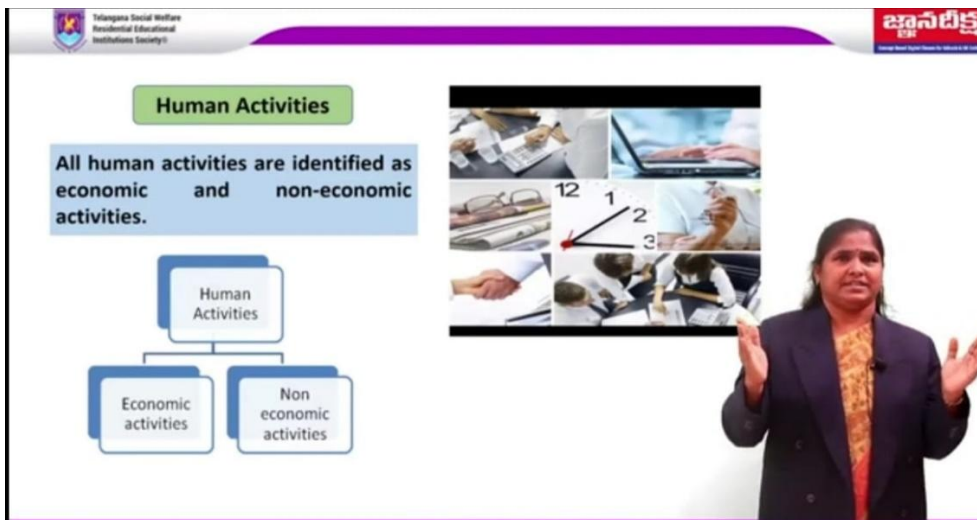 Telangana Social Welfare
Residential Educational
Institutions Society®
జ్ఞానదీక్ష
Human Activities
All human activities are identified as
economic and non-economic
activities.
Human
Activities
Economic
activities
Non
economic
activities
12
1
2
3